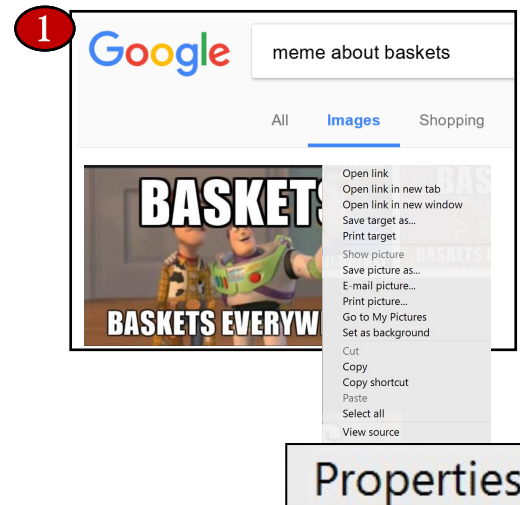 1
Google
meme about baskets
All Images Shopping
BASKETS
BASKETS EVERYW
Open link
Open link in new tab
Open link in new window
Save target as...
Print target
Show picture
Save picture as...
E-mail picture...
Print picture...
Go to My Pictures
Set as background
Cut
Copy
Copy shortcut
Paste
Select all
View source
Properties